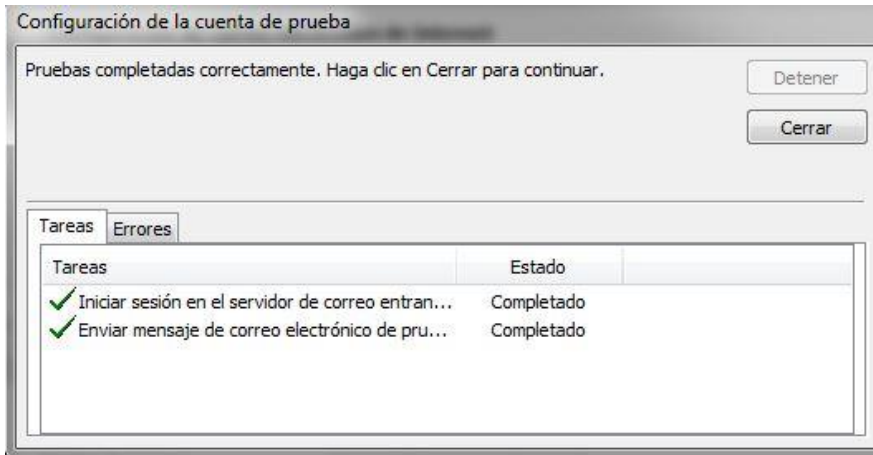 Configuración de la cuenta de prueba
Pruebas completadas correctamente. Haga clic en Cerrar para continuar.
Detener
Cerrar
Tareas Errores
Tareas Estado
Iniciar sesión en el servidor de correo entran... Completado
Enviar mensaje de correo electrónico de pru... Completado